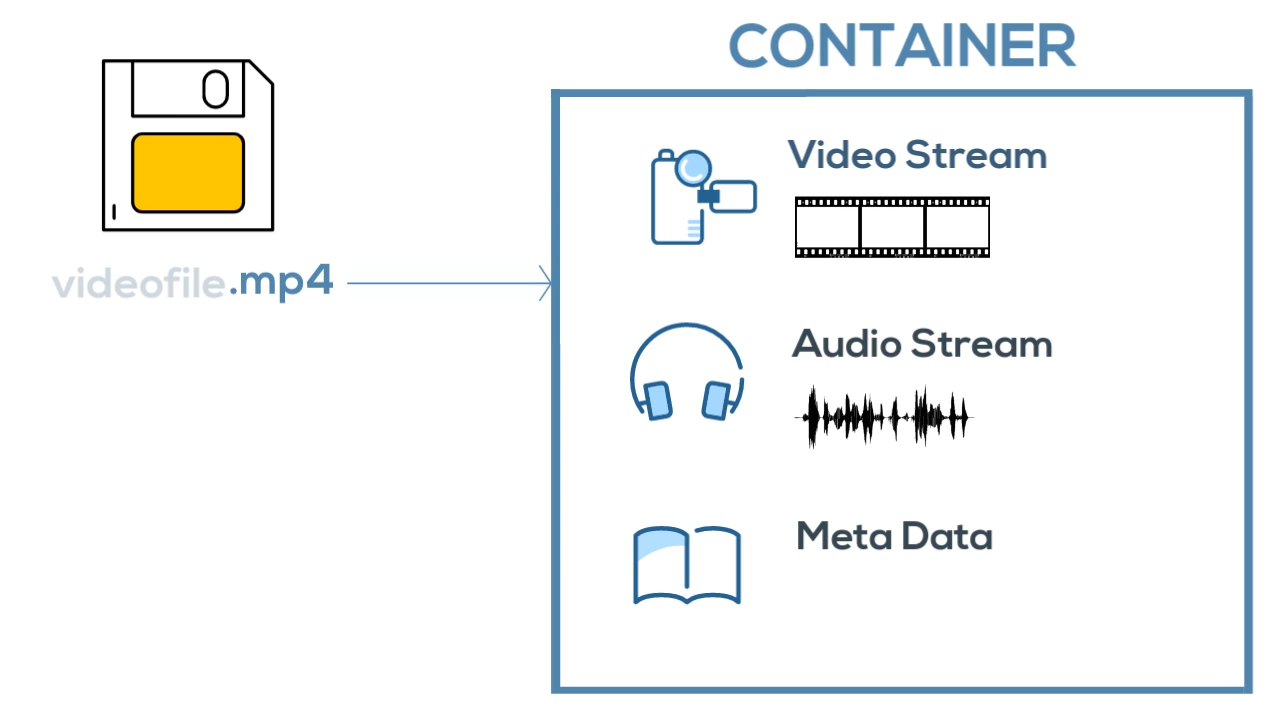 CONTAINER
Video Stream
videofile.mp4
Audio Stream
Meta Data